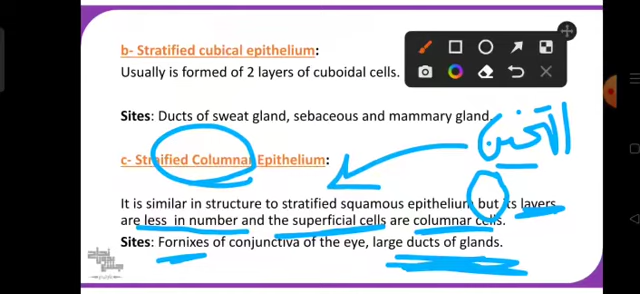 b- Stratified cubical epithelium:
Usually is formed of 2 layers of cuboidal cells.
Sites: Ducts of sweat gland, sebaceous and mammary gland.
c- Straified Columnar Epithelium:
It is similar in structure to stratified squamous epithelium but its layers
are less in number and the superficial cells are columnar cells.
Sites: Fornixes of conjunctiva of the eye, large ducts of glands.